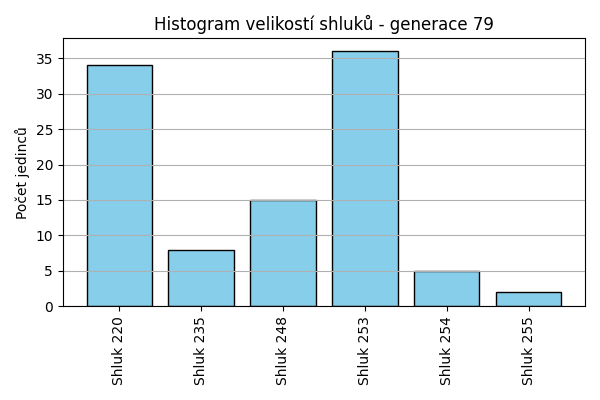 Histogram velikostí shluků - generace 79
Počet jedinců
35
30
25
20
15
10
5
0
Shluk 220
Shluk 235
Shluk 248
Shluk 253
Shluk 254
Shluk 255